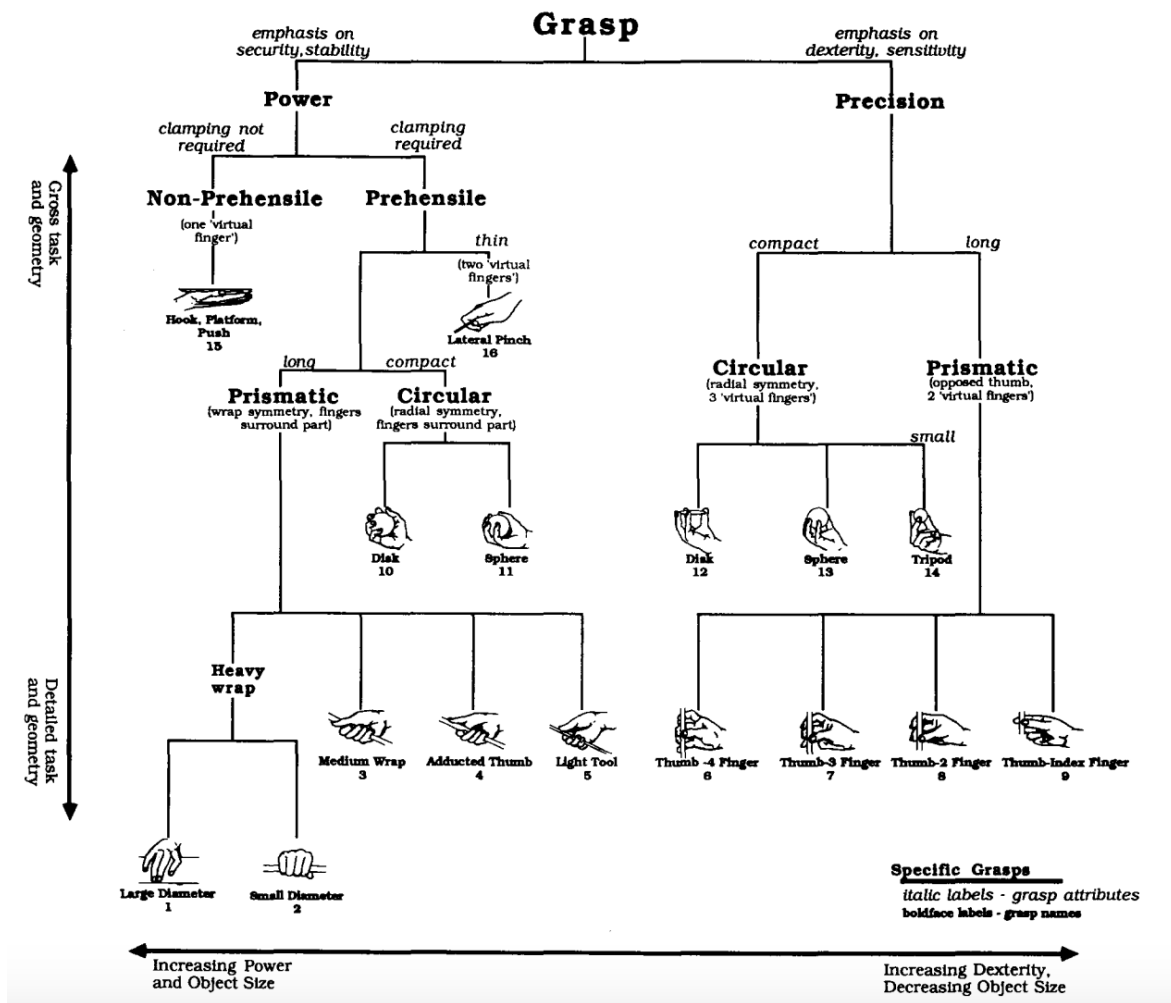 Grasp
emphasis on
security,stability
emphasis on
dexterity, sensitivity
Power
Precision
clamping not
required
clamping
required
Gross task
and geometry
Non-Prehensile
(one 'virtual
finger')
Prehensile
thin
(two 'virtual
fingers')
compact
long
Hook, Platform,
Push
15
Lateral Pinch
16
long
compact
Prismatic
(wrap symmetry, fingers
surround part)
Circular
(radial symmetry,
fingers surround part)
Circular
(radial symmetry,
3 'virtual fingers')
Prismatic
(opposed thumb,
2 'virtual fingers')
small
Disk
10
Sphere
11
Disk
12
Sphere
13
Tripod
14
Detailed task
and geometry
Heavy
wrap
Medium Wrap
3
Adducted Thumb
4
Light Tool
5
Thumb -4 Finger
6
Thumb-3 Finger
7
Thumb-2 Finger
8
Thumb-Index Finger
9
Large Diameter
1
Small Diameter
2
Specific Grasps
italic labels - grasp attributes
boldface labels - grasp names
Increasing Power
and Object Size
Increasing Dexterity,
Decreasing Object Size